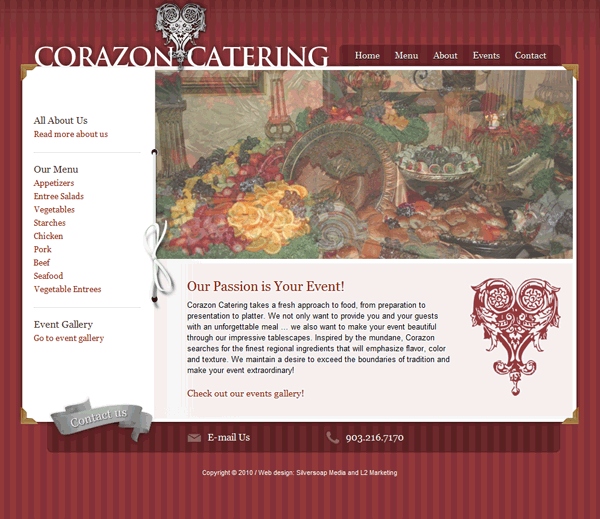 CORAZON CATERING
Home Menu About Events Contact
All About Us
Read more about us
Our Menu
Appetizers
Entree Salads
Vegetables
Starches
Chicken
Pork
Beef
Seafood
Vegetable Entrees
Event Gallery
Go to event gallery
Our Passion is Your Event!
Corazon Catering takes a fresh approach to food, from preparation to
presentation to platter. We not only want to provide you and your guests
with an unforgettable meal ... we also want to make your event beautiful
through our impressive tablescapes. Inspired by the mundane, Corazon
searches for the finest regional ingredients that will emphasize flavor, color
and texture. We maintain a desire to exceed the boundaries of tradition and
make your event extraordinary!
Check out our events gallery!
Contact us
E-mail Us
903.216.7170
Copyright © 2010 / Web design: Silversoap Media and L2 Marketing